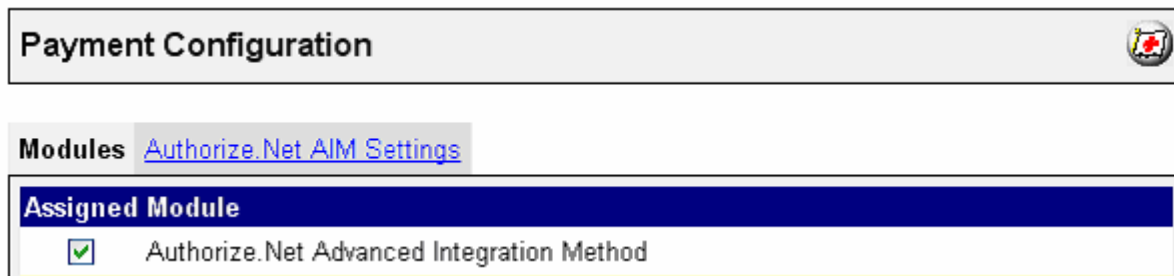 Payment Configuration
Modules Authorize.Net AIM Settings
Assigned Module
Authorize.Net Advanced Integration Method